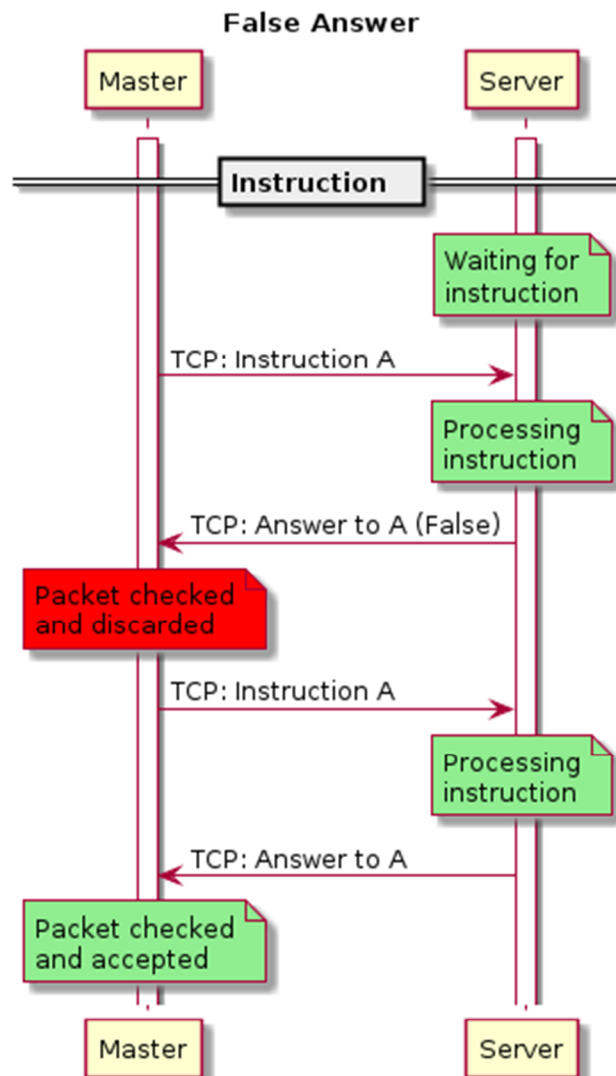 False Answer
Master
Server
Instruction
Waiting for
instruction
TCP: Instruction A
Processing
instruction
TCP: Answer to A (False)
Packet checked
and discarded
TCP: Instruction A
Processing
instruction
TCP: Answer to A
Packet checked
and accepted
Master
Server